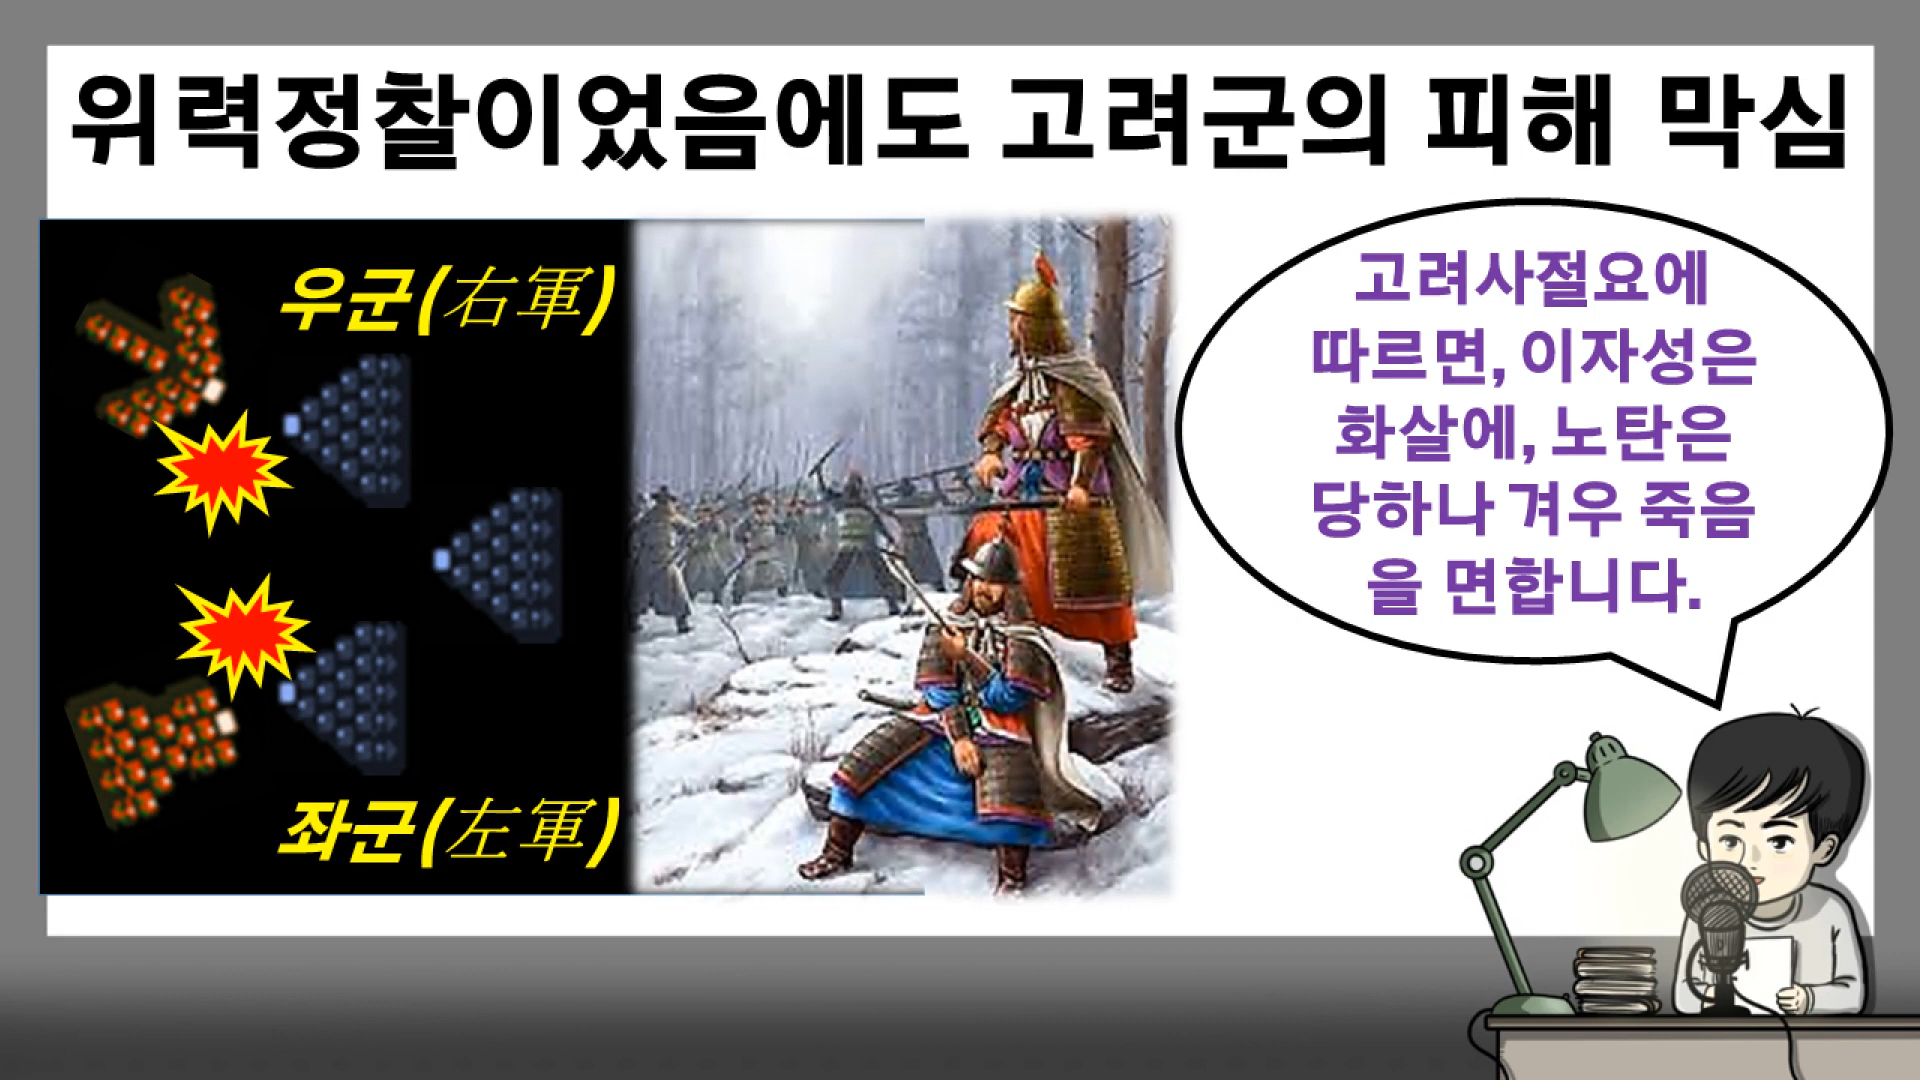 위력정찰이었음에도 고려군의 피해 막심
우군(右軍)
좌군(左軍)
고려사절요에
따르면, 이자성은
화살에, 노탄은
당하나 겨우 죽음
을 면합니다.